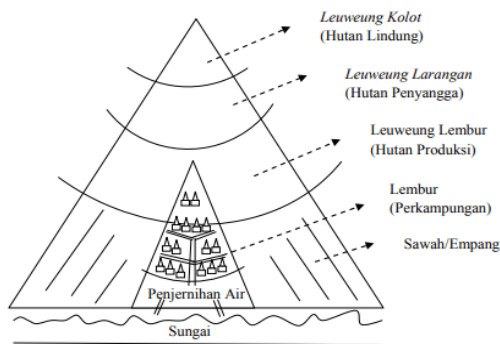 Leuweung Kolot
(Hutan Lindung)
Leuweung Larangan
(Hutan Penyangga)
Leuweung Lembur
(Hutan Produksi)
Lembur
(Perkampungan)
Sawah/Empang
Penjernihan Air
Sungai